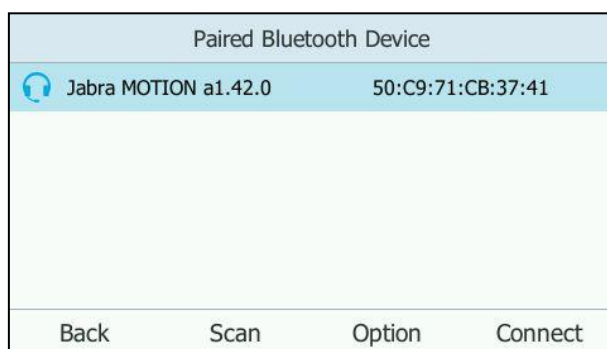 Paired Bluetooth Device
Jabra MOTION a1.42.0 50:C9:71:CB:37:41
Back Scan Option Connect